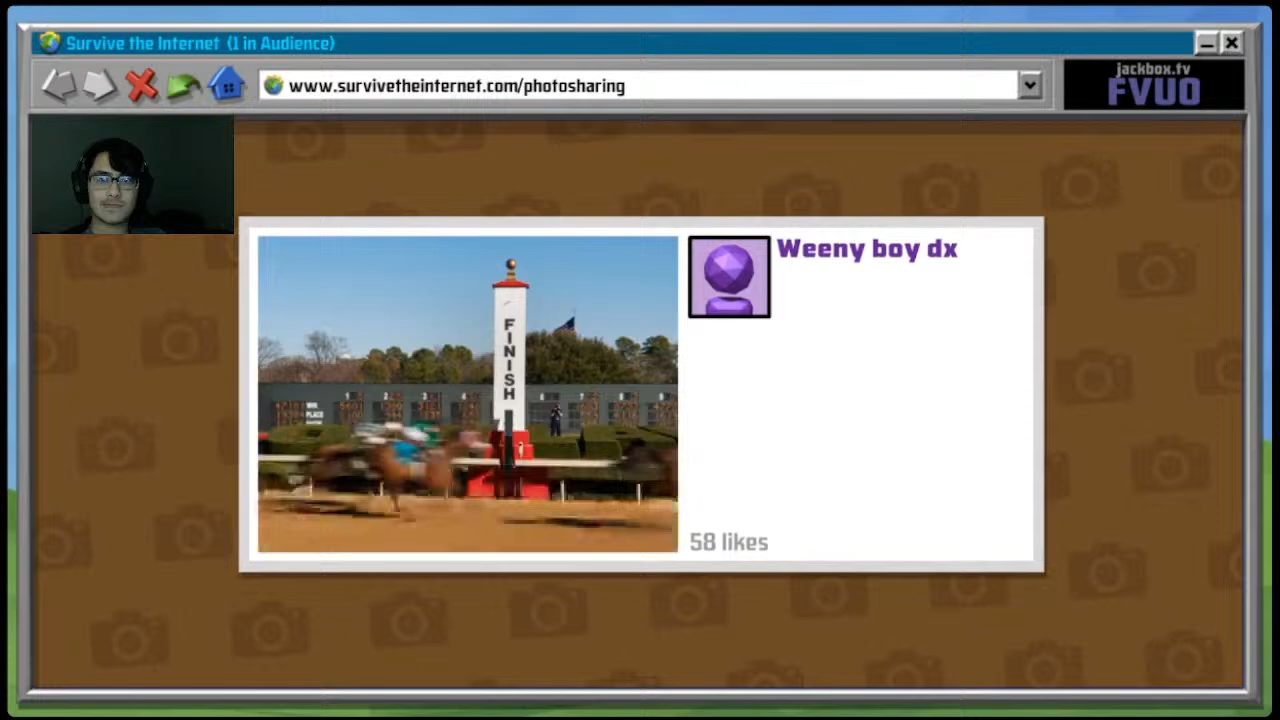 Survive the Internet (1 in Audience)
www.survivetheinternet.com/photosharing
jackbox.tv
FVUO
Weeny boy dx
FINISH
58 likes